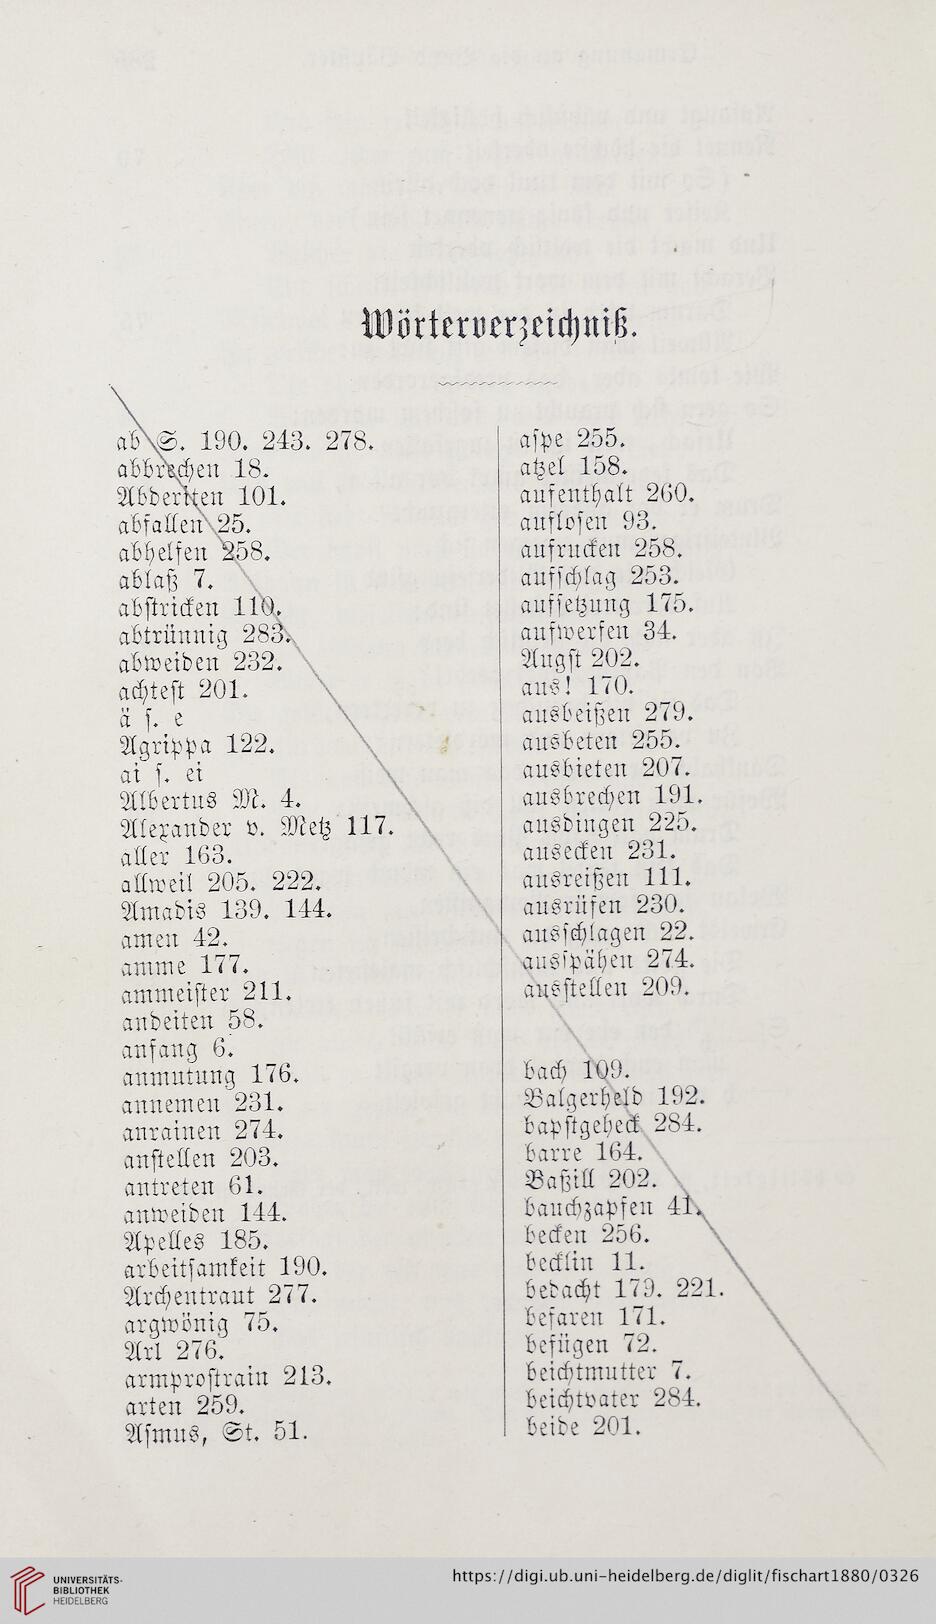 Wörterverzeichniß.
ab S. 190. 243. 278.
abbrechen 18.
Abderiten 101.
abfallen 25.
abhelfen 258.
ablaß 7.
abstricken 110.
abtrünnig 283.
abweiden 232.
achtest 201.
ä s. e
Agrippa 122.
ai s. ei
Albertus M. 4.
Alexander v. Metz 117.
aller 163.
allweil 205. 222.
Amadis 139. 144.
amen 42.
amme 177.
ammeister 211.
andeiten 58.
anfang 6.
anmutung 176.
annemen 231.
anrainen 274.
anstellen 203.
antreten 61.
anweiden 144.
Apelles 185.
arbeitsamkeit 190.
Archentraut 277.
argwönig 75.
Arl 276.
armprostrain 213.
arten 259.
Asmus, St. 51.
aspe 255.
atzel 158.
aufenthalt 260.
auflosen 93.
aufrucken 258.
aufschlag 253.
aufsetzung 175.
aufwerfen 34.
Augst 202.
aus! 170.
ausbeißen 279.
ausbeten 255.
ausbieten 207.
ausbrechen 191.
ausdingen 225.
ausecken 231.
ausreißen 111.
ausrüfen 230.
ausschlagen 22.
ausspähen 274.
ausstellen 209.
bach 109.
Balgerheld 192.
bapstgeheck 284.
barre 164.
Baßill 202.
bauchzapfen 41.
becken 256.
becklin 11.
bedacht 179. 221.
befaren 171.
befügen 72.
beichtmutter 7.
beichtvater 284.
beide 201.
UNIVERSITÄTS-
BIBLIOTHEK
HEIDELBERG
https://digi.ub.uni-heidelberg.de/diglit/fischart1880/0326